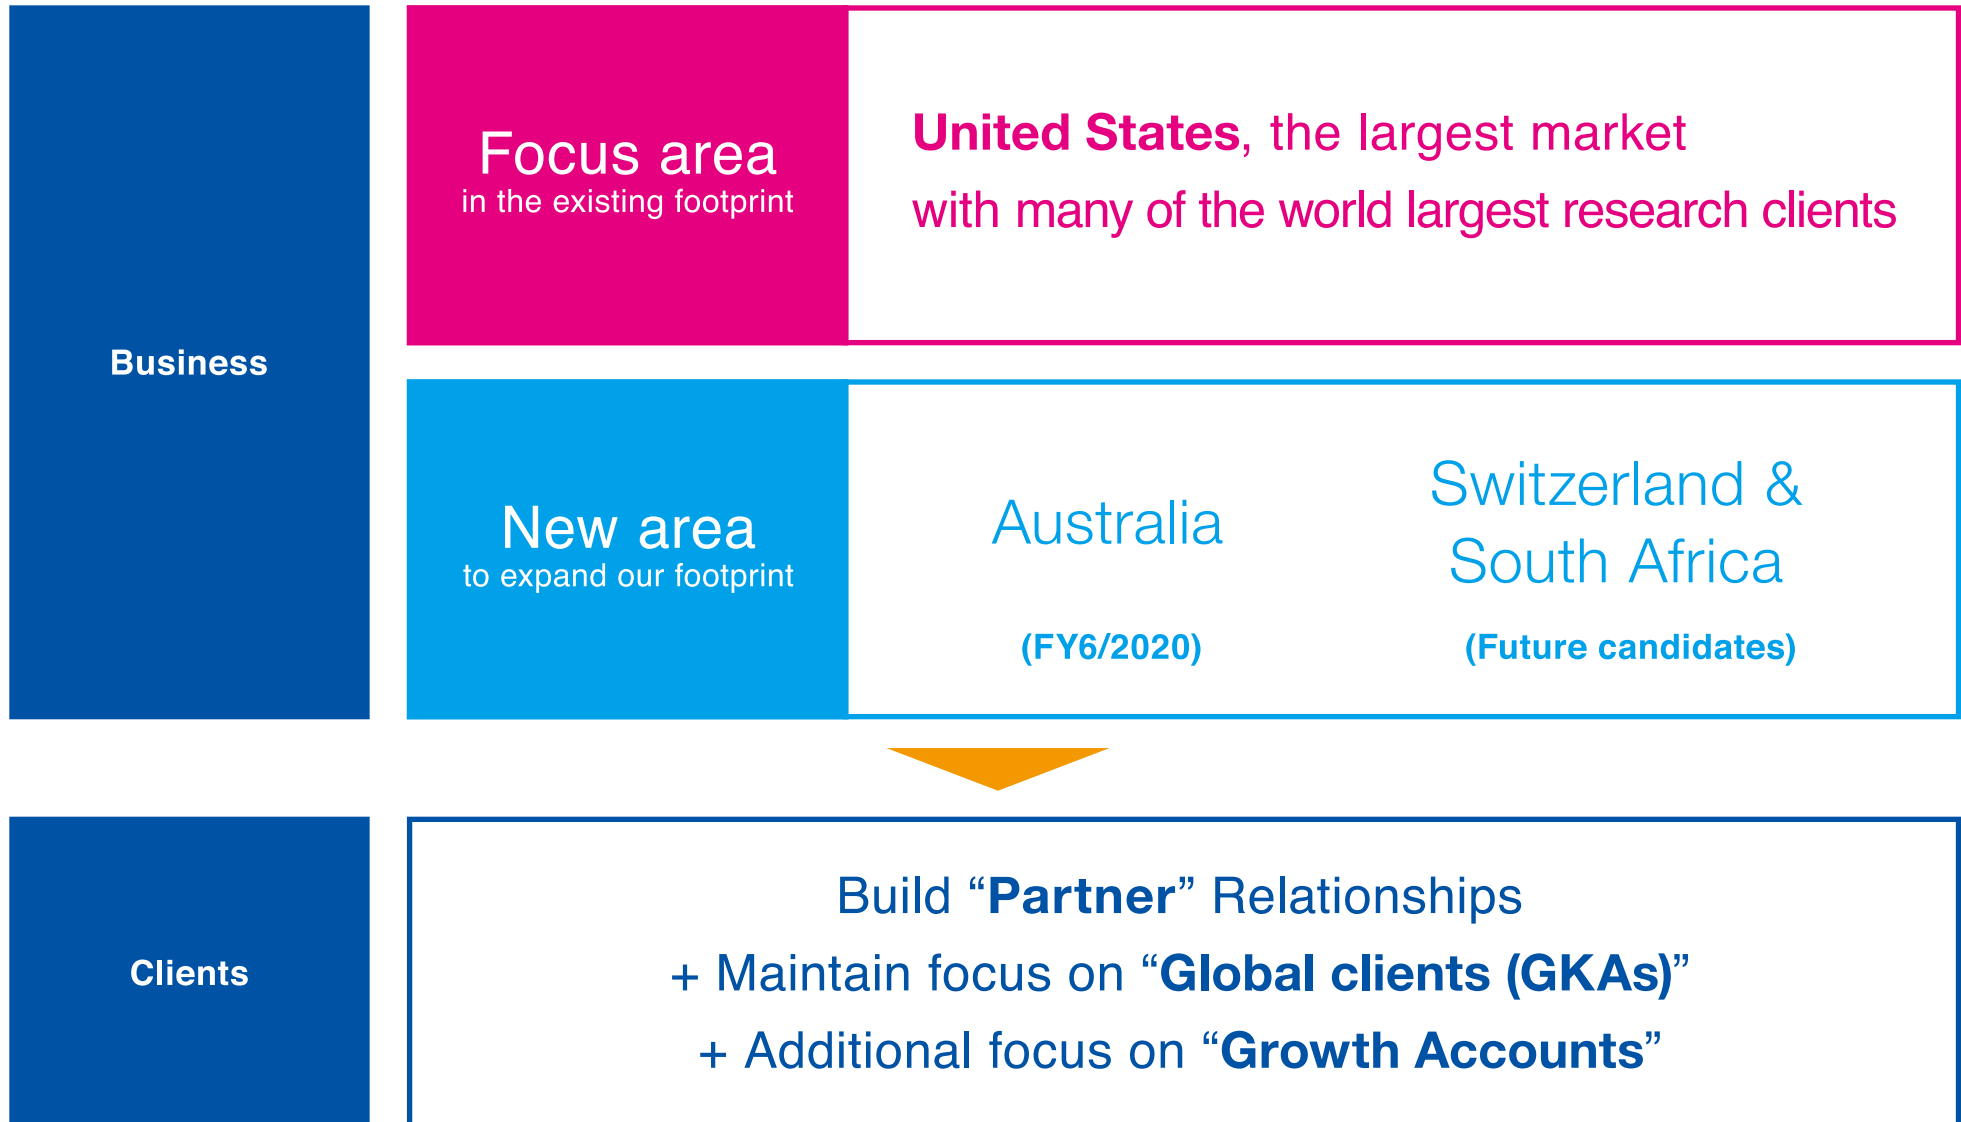 Business
Focus area
in the existing footprint
United States, the largest market
with many of the world largest research clients
New area
to expand our footprint
Australia
(FY6/2020)
Switzerland &
South Africa
(Future candidates)
Clients
Build “Partner” Relationships
+ Maintain focus on “Global clients (GKAs)”
+ Additional focus on “Growth Accounts”